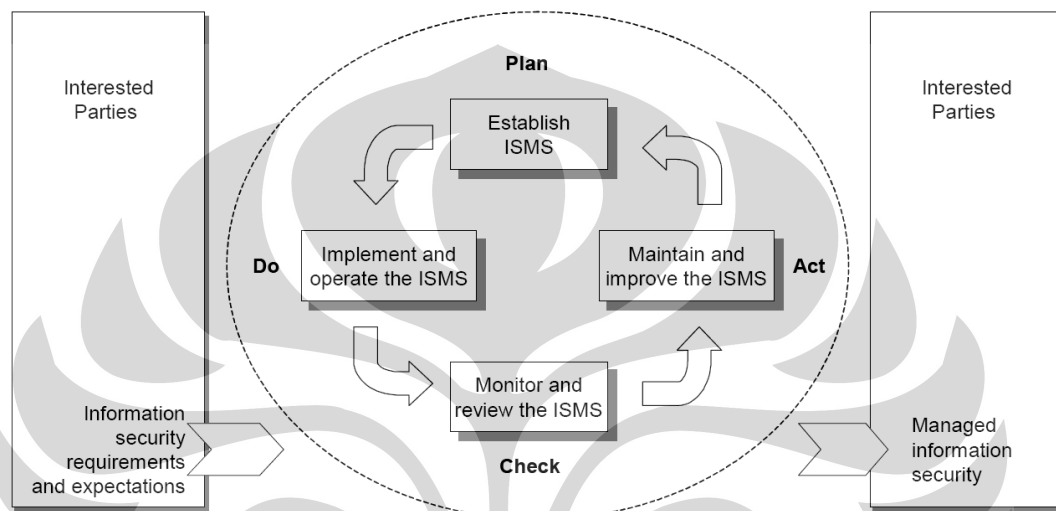 Interested
Parties
Information
security
requirements
and expectations
Plan
Establish
ISMS
Do
Implement and
operate the ISMS
Maintain and
improve the ISMS
Act
Monitor and
review the ISMS
Check
Interested
Parties
Managed
information
security